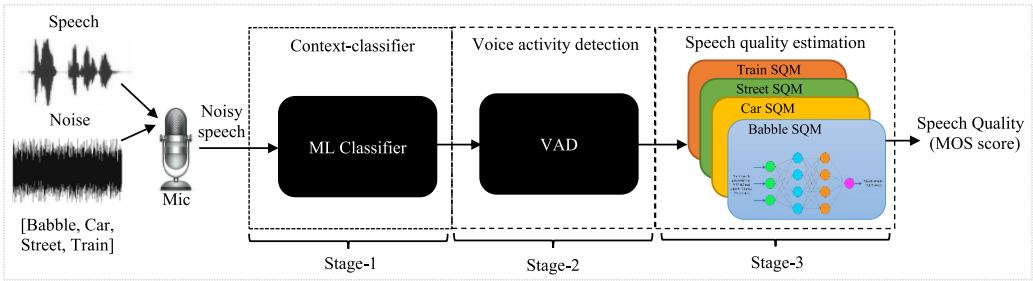 Speech
Noise
[Babble, Car,
Street, Train]
Mic
Noisy
speech
Context-classifier
ML Classifier
Stage-1
Voice activity detection
VAD
Stage-2
Speech quality estimation
Train SQM
Street SQM
Car SQM
Babble SQM
Stage-3
Speech Quality
(MOS score)